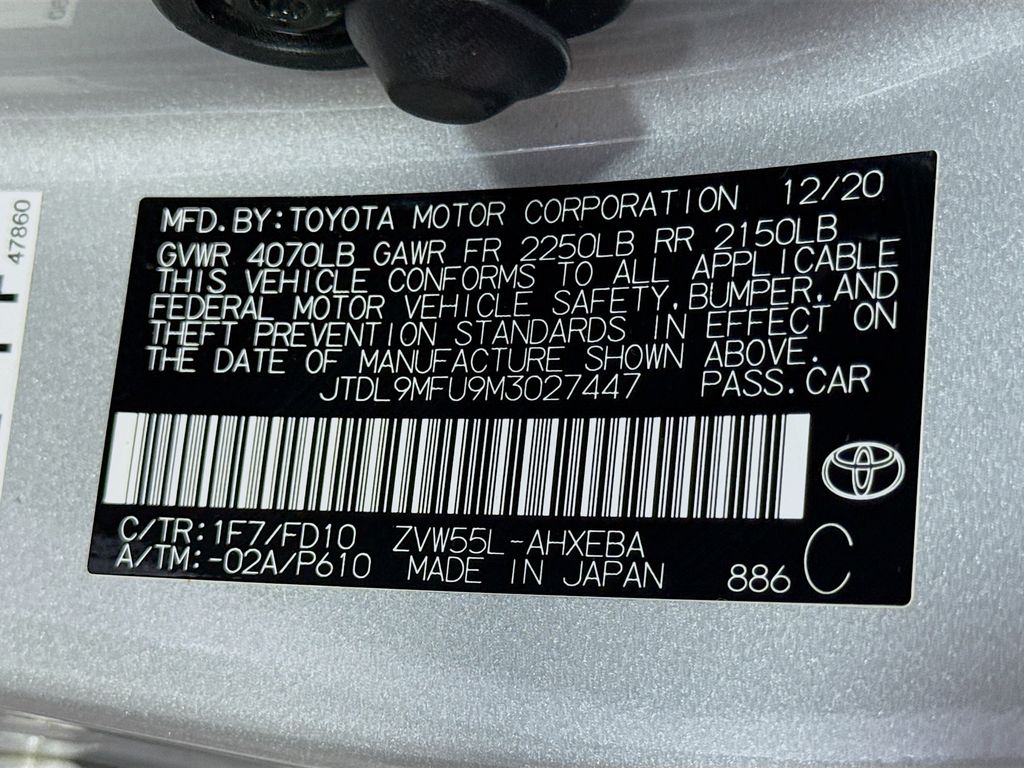 47860
MFD.BY:TOYOTA MOTOR CORPORATION 12/20
GVWR 4070LB GAWR FR 2250LB RR 2150LB
THIS VEHICLE CONFORMS TO ALL APPLICABLE
FEDERAL MOTOR VEHICLE SAFETY,BUMPER,AND
THEFT PREVENTION STANDARDS IN EFFECT ON
THE DATE OF MANUFACTURE SHOWN ABOVE.
JTDL9MFU9M3027447 PASS.CAR
C/TR:1F7/FD10 ZVW55L-AHXEBA
A/TM:-02A/P610 MADE IN JAPAN 886 C